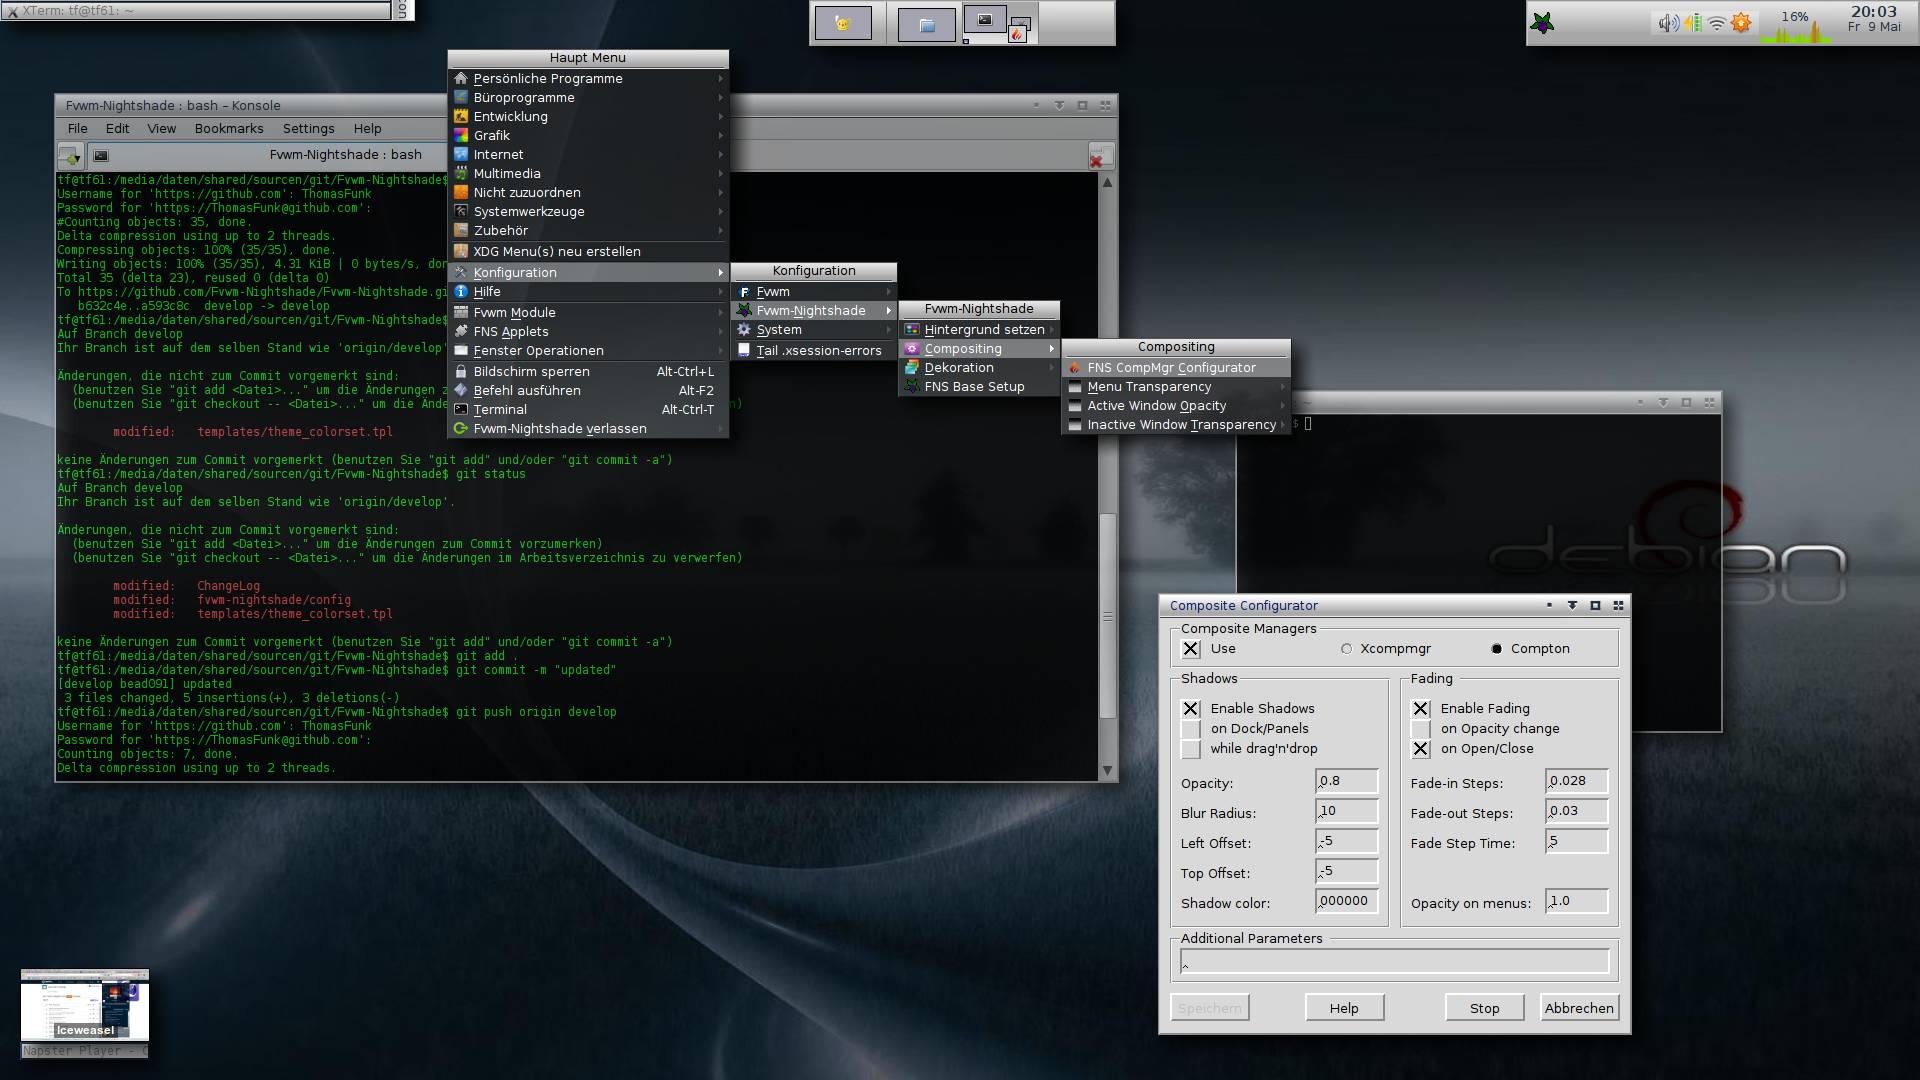 XTerm: tf@tf61: ~
con
16%
20:03
Fr 9 Mai
Fvwm-Nightshade : bash – Konsole
File Edit View Bookmarks Settings Help
Fvwm-Nightshade : bash
tf@tf61:/media/daten/shared/sourcen/git/Fvwm-Nightshade$
Username for 'https://github.com': ThomasFunk
Password for 'https://ThomasFunk@github.com':
#Counting objects: 35, done.
Delta compression using up to 2 threads.
Compressing objects: 100% (35/35), done.
Writing objects: 100% (35/35), 4.31 KiB | 0 bytes/s, don
Total 35 (delta 23), reused 0 (delta 0)
To https://github.com/Fvwm-Nightshade/Fvwm-Nightshade.gi
b632c4e..a593c8c develop -> develop
tf@tf61:/media/daten/shared/sourcen/git/Fvwm-Nightshade$
Auf Branch develop
Ihr Branch ist auf dem selben Stand wie 'origin/develop'.
Änderungen, die nicht zum Commit vorgemerkt sind:
(benutzen Sie "git add <Datei>..." um die Änderungen z
(benutzen Sie "git checkout -- <Datei>..." um die Ände n)
modified: templates/theme_colorset.tpl
keine Änderungen zum Commit vorgemerkt (benutzen Sie "git add" und/oder "git commit -a")
tf@tf61:/media/daten/shared/sourcen/git/Fvwm-Nightshade$ git status
Auf Branch develop
Ihr Branch ist auf dem selben Stand wie 'origin/develop'.
Änderungen, die nicht zum Commit vorgemerkt sind:
(benutzen Sie "git add <Datei>..." um die Änderungen zum Commit vorzumerken)
(benutzen Sie "git checkout -- <Datei>..." um die Änderungen im Arbeitsverzeichnis zu verwerfen)
modified: ChangeLog
modified: fvwm-nightshade/config
modified: templates/theme_colorset.tpl
keine Änderungen zum Commit vorgemerkt (benutzen Sie "git add" und/oder "git commit -a")
tf@tf61:/media/daten/shared/sourcen/git/Fvwm-Nightshade$ git add .
tf@tf61:/media/daten/shared/sourcen/git/Fvwm-Nightshade$ git commit -m "updated"
[develop bead091] updated
3 files changed, 5 insertions(+), 3 deletions(-)
tf@tf61:/media/daten/shared/sourcen/git/Fvwm-Nightshade$ git push origin develop
Username for 'https://github.com': ThomasFunk
Password for 'https://ThomasFunk@github.com':
Counting objects: 7, done.
Delta compression using up to 2 threads.
Haupt Menu
Persönliche Programme
Büroprogramme
Entwicklung
Grafik
Internet
Multimedia
Nicht zuzuordnen
Systemwerkzeuge
Zubehör
XDG Menu(s) neu erstellen
Konfiguration
Hilfe
Fvwm Module
FNS Applets
Fenster Operationen
Bildschirm sperren Alt-Ctrl+L
Befehl ausführen Alt-F2
Terminal Alt-Ctrl-T
Fvwm-Nightshade verlassen
Konfiguration
Fvwm
Fvwm-Nightshade
System
Tail .xsession-errors
Fvwm-Nightshade
Hintergrund setzen
Compositing
Dekoration
FNS Base Setup
Compositing
FNS CompMgr Configurator
Menu Transparency
Active Window Opacity
Inactive Window Transparency
~
$
debian
Composite Configurator
Composite Managers
Use Xcompmgr Compton
Shadows
Enable Shadows
on Dock/Panels
while drag'n'drop
Opacity: 0.8
Blur Radius: 10
Left Offset: -5
Top Offset: -5
Shadow color: 000000
Fading
Enable Fading
on Opacity change
on Open/Close
Fade-in Steps: 0.028
Fade-out Steps: 0.03
Fade Step Time: 5
Opacity on menus: 1.0
Additional Parameters
Speichern Help Stop Abbrechen
Iceweasel
Napster Player - C